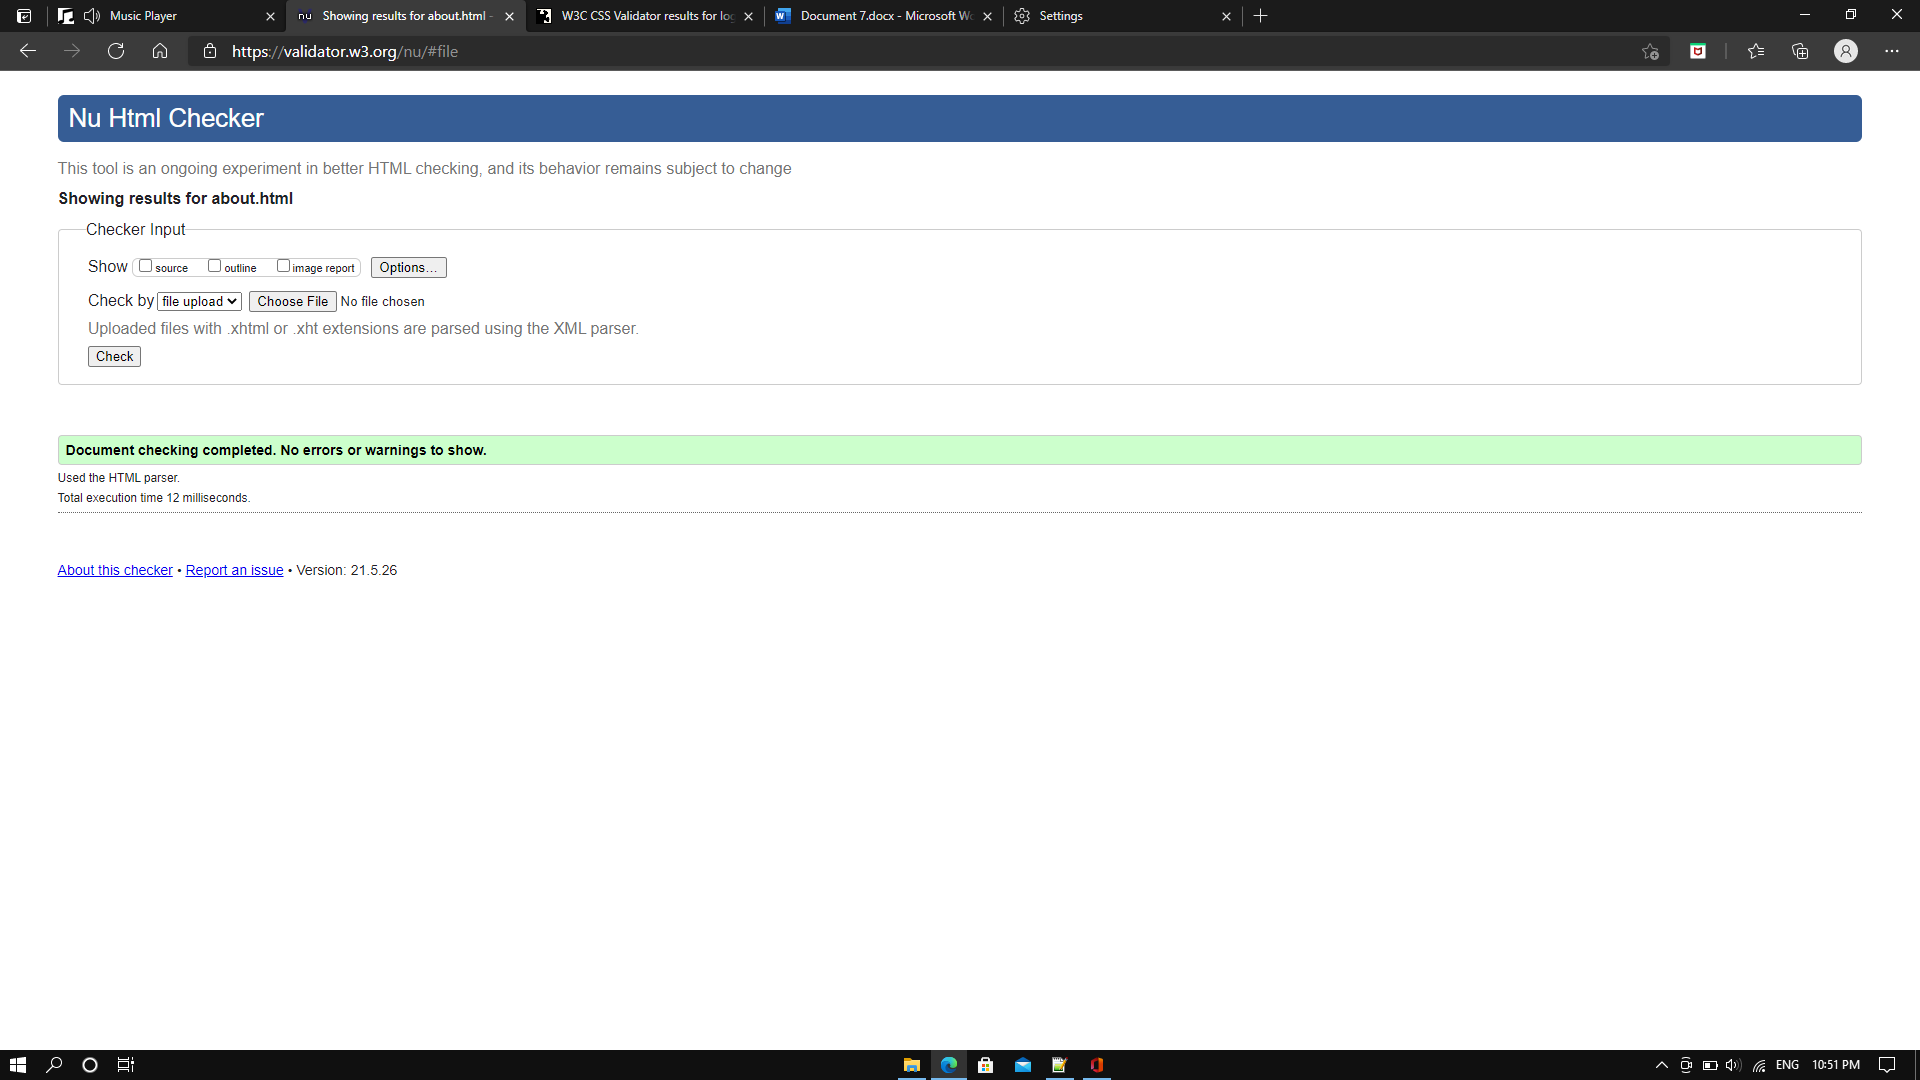 Music Player
nu Showing results for about.html -
W3C CSS Validator results for log
Document 7.docx - Microsoft Wo
Settings
https://validator.w3.org/nu/#file
Nu Html Checker
This tool is an ongoing experiment in better HTML checking, and its behavior remains subject to change
Showing results for about.html
Checker Input
Show source outline image report Options...
Check by file upload Choose File No file chosen
Uploaded files with .xhtml or .xht extensions are parsed using the XML parser.
Check
Document checking completed. No errors or warnings to show.
Used the HTML parser.
Total execution time 12 milliseconds.
About this checker • Report an issue • Version: 21.5.26
ENG 10:51 PM